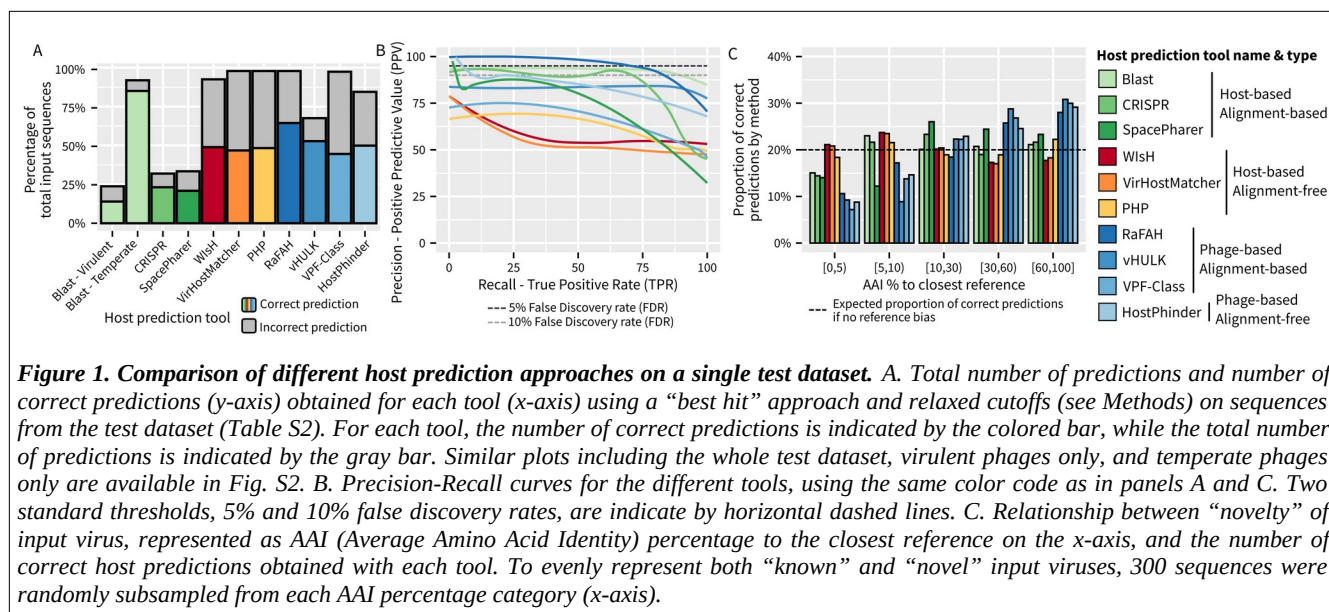 A
Percentage of
total input sequences
100%
75%
50%
25%
0%
Blast - Virulent
Blast - Temperate
CRISPR
SpacePharer
WIsH
VirHostMatcher
PHP
RaFAH
vHULK
VPF-Class
HostPhinder
Host prediction tool
Correct prediction
Incorrect prediction
B
Precision - Positive Predictive Value (PPV)
100
75
50
25
0
0
25
50
75
100
Recall - True Positive Rate (TPR)
5% False Discovery rate (FDR)
10% False Discovery rate (FDR)
C
Proportion of correct
predictions by method
40%
30%
20%
10%
0%
[0,5)
[5,10)
[10,30)
[30,60)
[60,100]
AAI % to closest reference
Expected proportion of correct predictions
if no reference bias
Host prediction tool name & type
Blast
CRISPR
SpacePharer
Host-based
Alignment-based
WIsH
VirHostMatcher
PHP
Host-based
Alignment-free
RaFAH
vHULK
VPF-Class
Phage-based
Alignment-based
HostPhinder
Phage-based
Alignment-free
Figure 1. Comparison of different host prediction approaches on a single test dataset. A. Total number of predictions and number of
correct predictions (y-axis) obtained for each tool (x-axis) using a “best hit” approach and relaxed cutoffs (see Methods) on sequences
from the test dataset (Table S2). For each tool, the number of correct predictions is indicated by the colored bar, while the total number
of predictions is indicated by the gray bar. Similar plots including the whole test dataset, virulent phages only, and temperate phages
only are available in Fig. S2. B. Precision-Recall curves for the different tools, using the same color code as in panels A and C. Two
standard thresholds, 5% and 10% false discovery rates, are indicate by horizontal dashed lines. C. Relationship between “novelty” of
input virus, represented as AAI (Average Amino Acid Identity) percentage to the closest reference on the x-axis, and the number of
correct host predictions obtained with each tool. To evenly represent both “known” and “novel” input viruses, 300 sequences were
randomly subsampled from each AAI percentage category (x-axis).